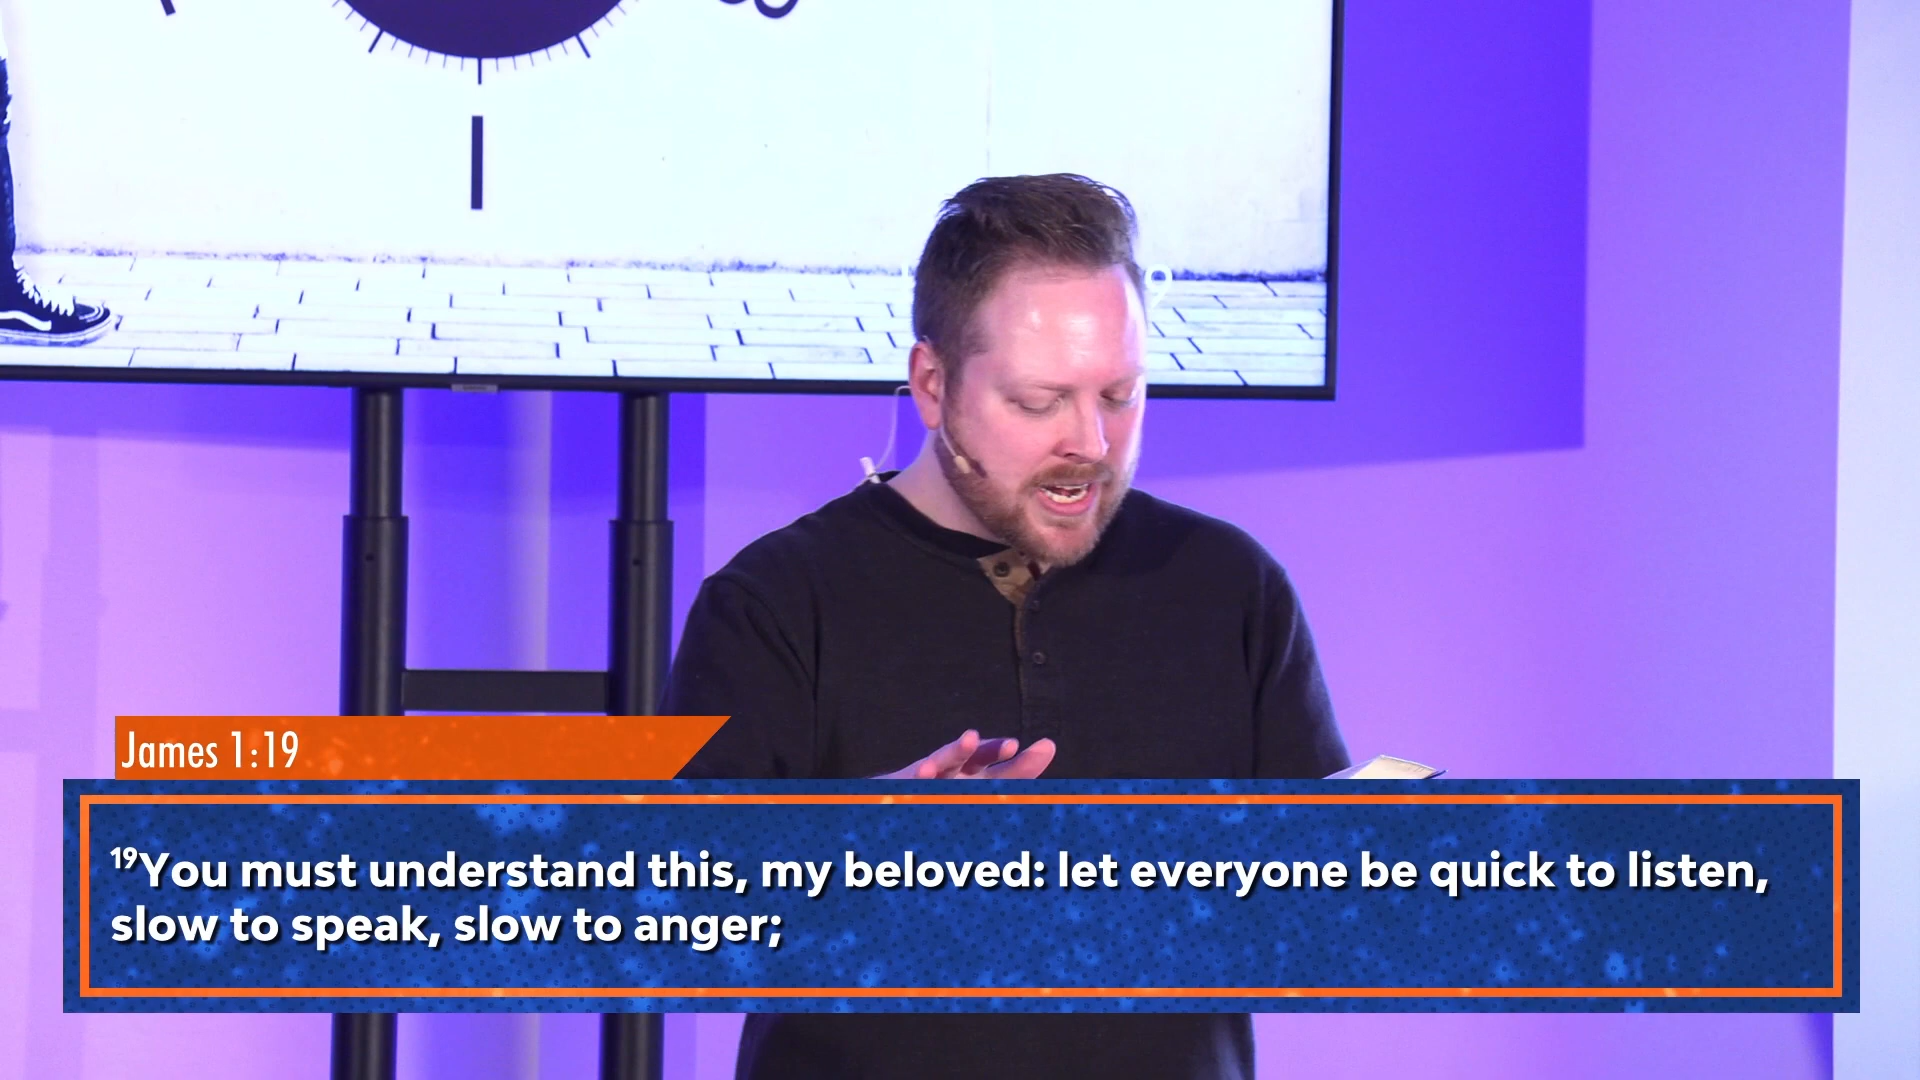 James 1:19
¹⁹You must understand this, my beloved: let everyone be quick to listen,
slow to speak, slow to anger;